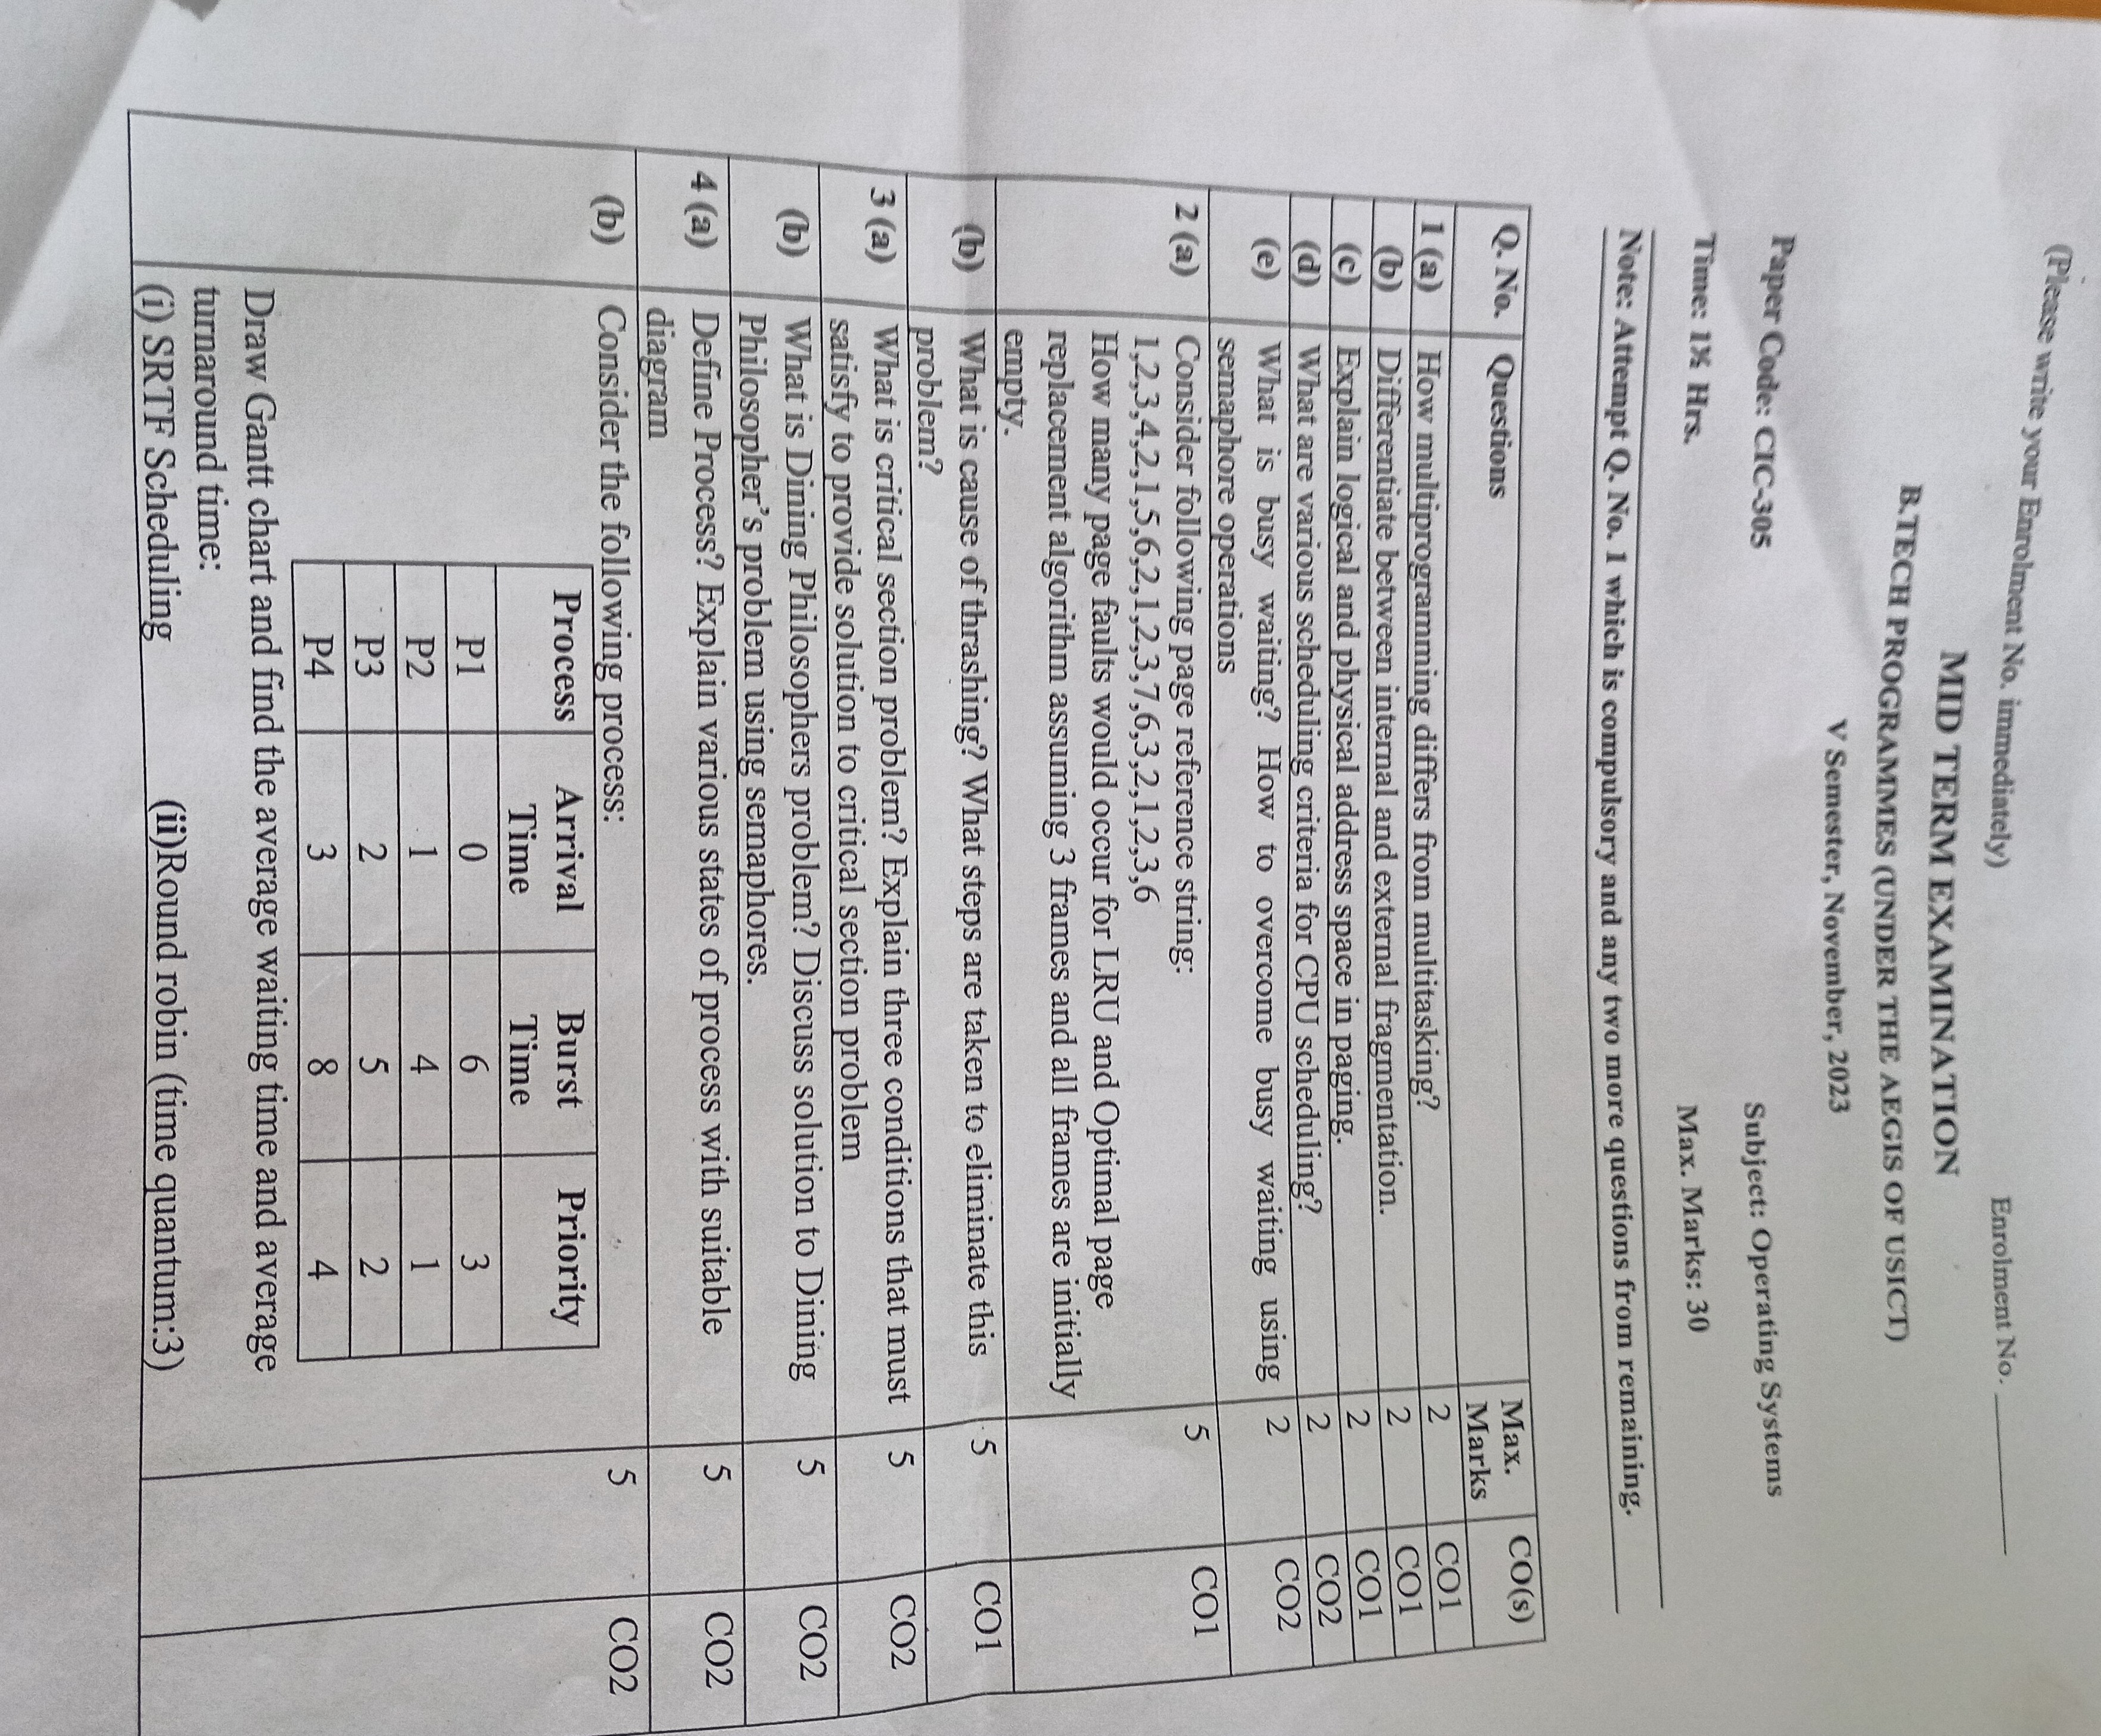 (Please write your Enrolment No. immediately)
Enrolment No. ________
MID TERM EXAMINATION
B.TECH PROGRAMMES (UNDER THE AEGIS OF USICT)
V Semester, November, 2023
Paper Code: CIC-305 Subject: Operating Systems
Time: 1½ Hrs. Max. Marks: 30
Note: Attempt Q. No. 1 which is compulsory and any two more questions from remaining.
Q. No. Questions Max. Marks CO(s)
1 (a) How multiprogramming differs from multitasking? 2 CO1
(b) Differentiate between internal and external fragmentation. 2 CO1
(c) Explain logical and physical address space in paging. 2 CO1
(d) What are various scheduling criteria for CPU scheduling? 2 CO2
(e) What is busy waiting? How to overcome busy waiting using 2 CO2
semaphore operations
2 (a) Consider following page reference string: 5 CO1
1,2,3,4,2,1,5,6,2,1,2,3,7,6,3,2,1,2,3,6
How many page faults would occur for LRU and Optimal page
replacement algorithm assuming 3 frames and all frames are initially
empty.
(b) What is cause of thrashing? What steps are taken to eliminate this 5 CO1
problem?
3 (a) What is critical section problem? Explain three conditions that must 5 CO2
satisfy to provide solution to critical section problem
(b) What is Dining Philosophers problem? Discuss solution to Dining 5 CO2
Philosopher's problem using semaphores.
4 (a) Define Process? Explain various states of process with suitable 5 CO2
diagram
(b) Consider the following process: 5 CO2
Process Arrival Time Burst Time Priority
P1 0 6 3
P2 1 4 1
P3 2 5 2
P4 3 8 4
Draw Gantt chart and find the average waiting time and average
turnaround time:
(i) SRTF Scheduling (ii)Round robin (time quantum:3)